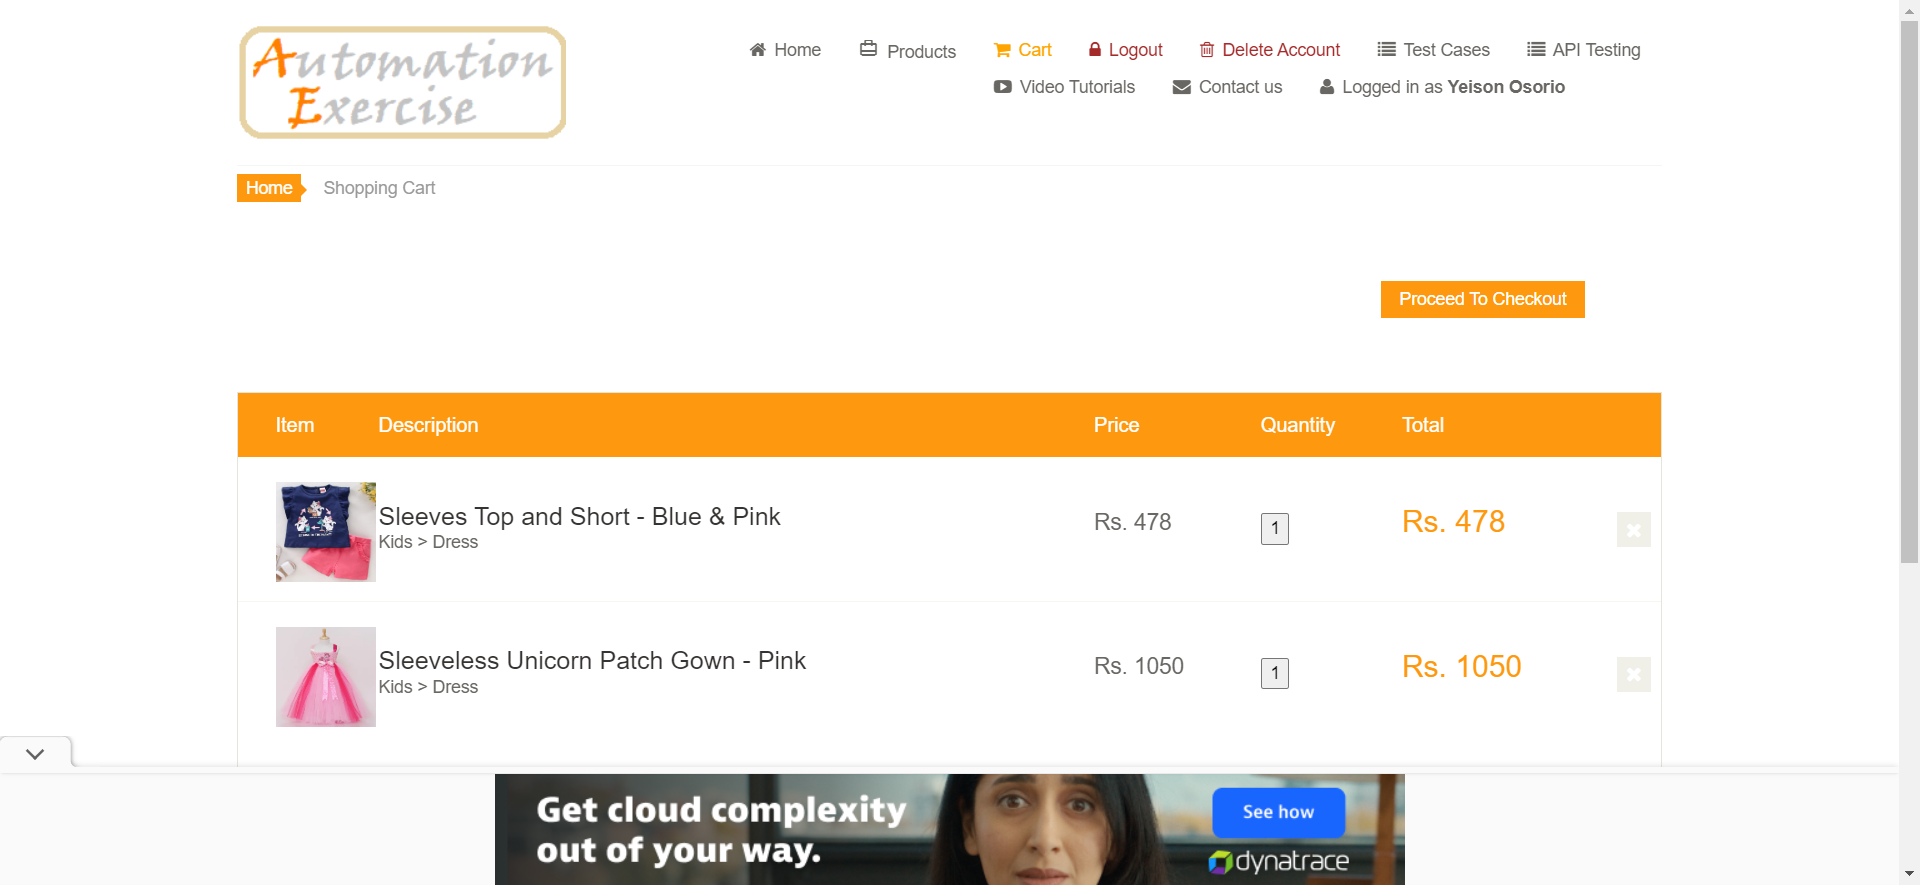 Automation
Exercise
Home
Products
Cart
Logout
Delete Account
Test Cases
API Testing
Video Tutorials
Contact us
Logged in as Yeison Osorio
Home
Shopping Cart
Proceed To Checkout
Item Description Price Quantity Total
Sleeves Top and Short - Blue & Pink
Kids > Dress
Rs. 478
1
Rs. 478
Sleeveless Unicorn Patch Gown - Pink
Kids > Dress
Rs. 1050
1
Rs. 1050
Get cloud complexity
out of your way.
See how
dynatrace